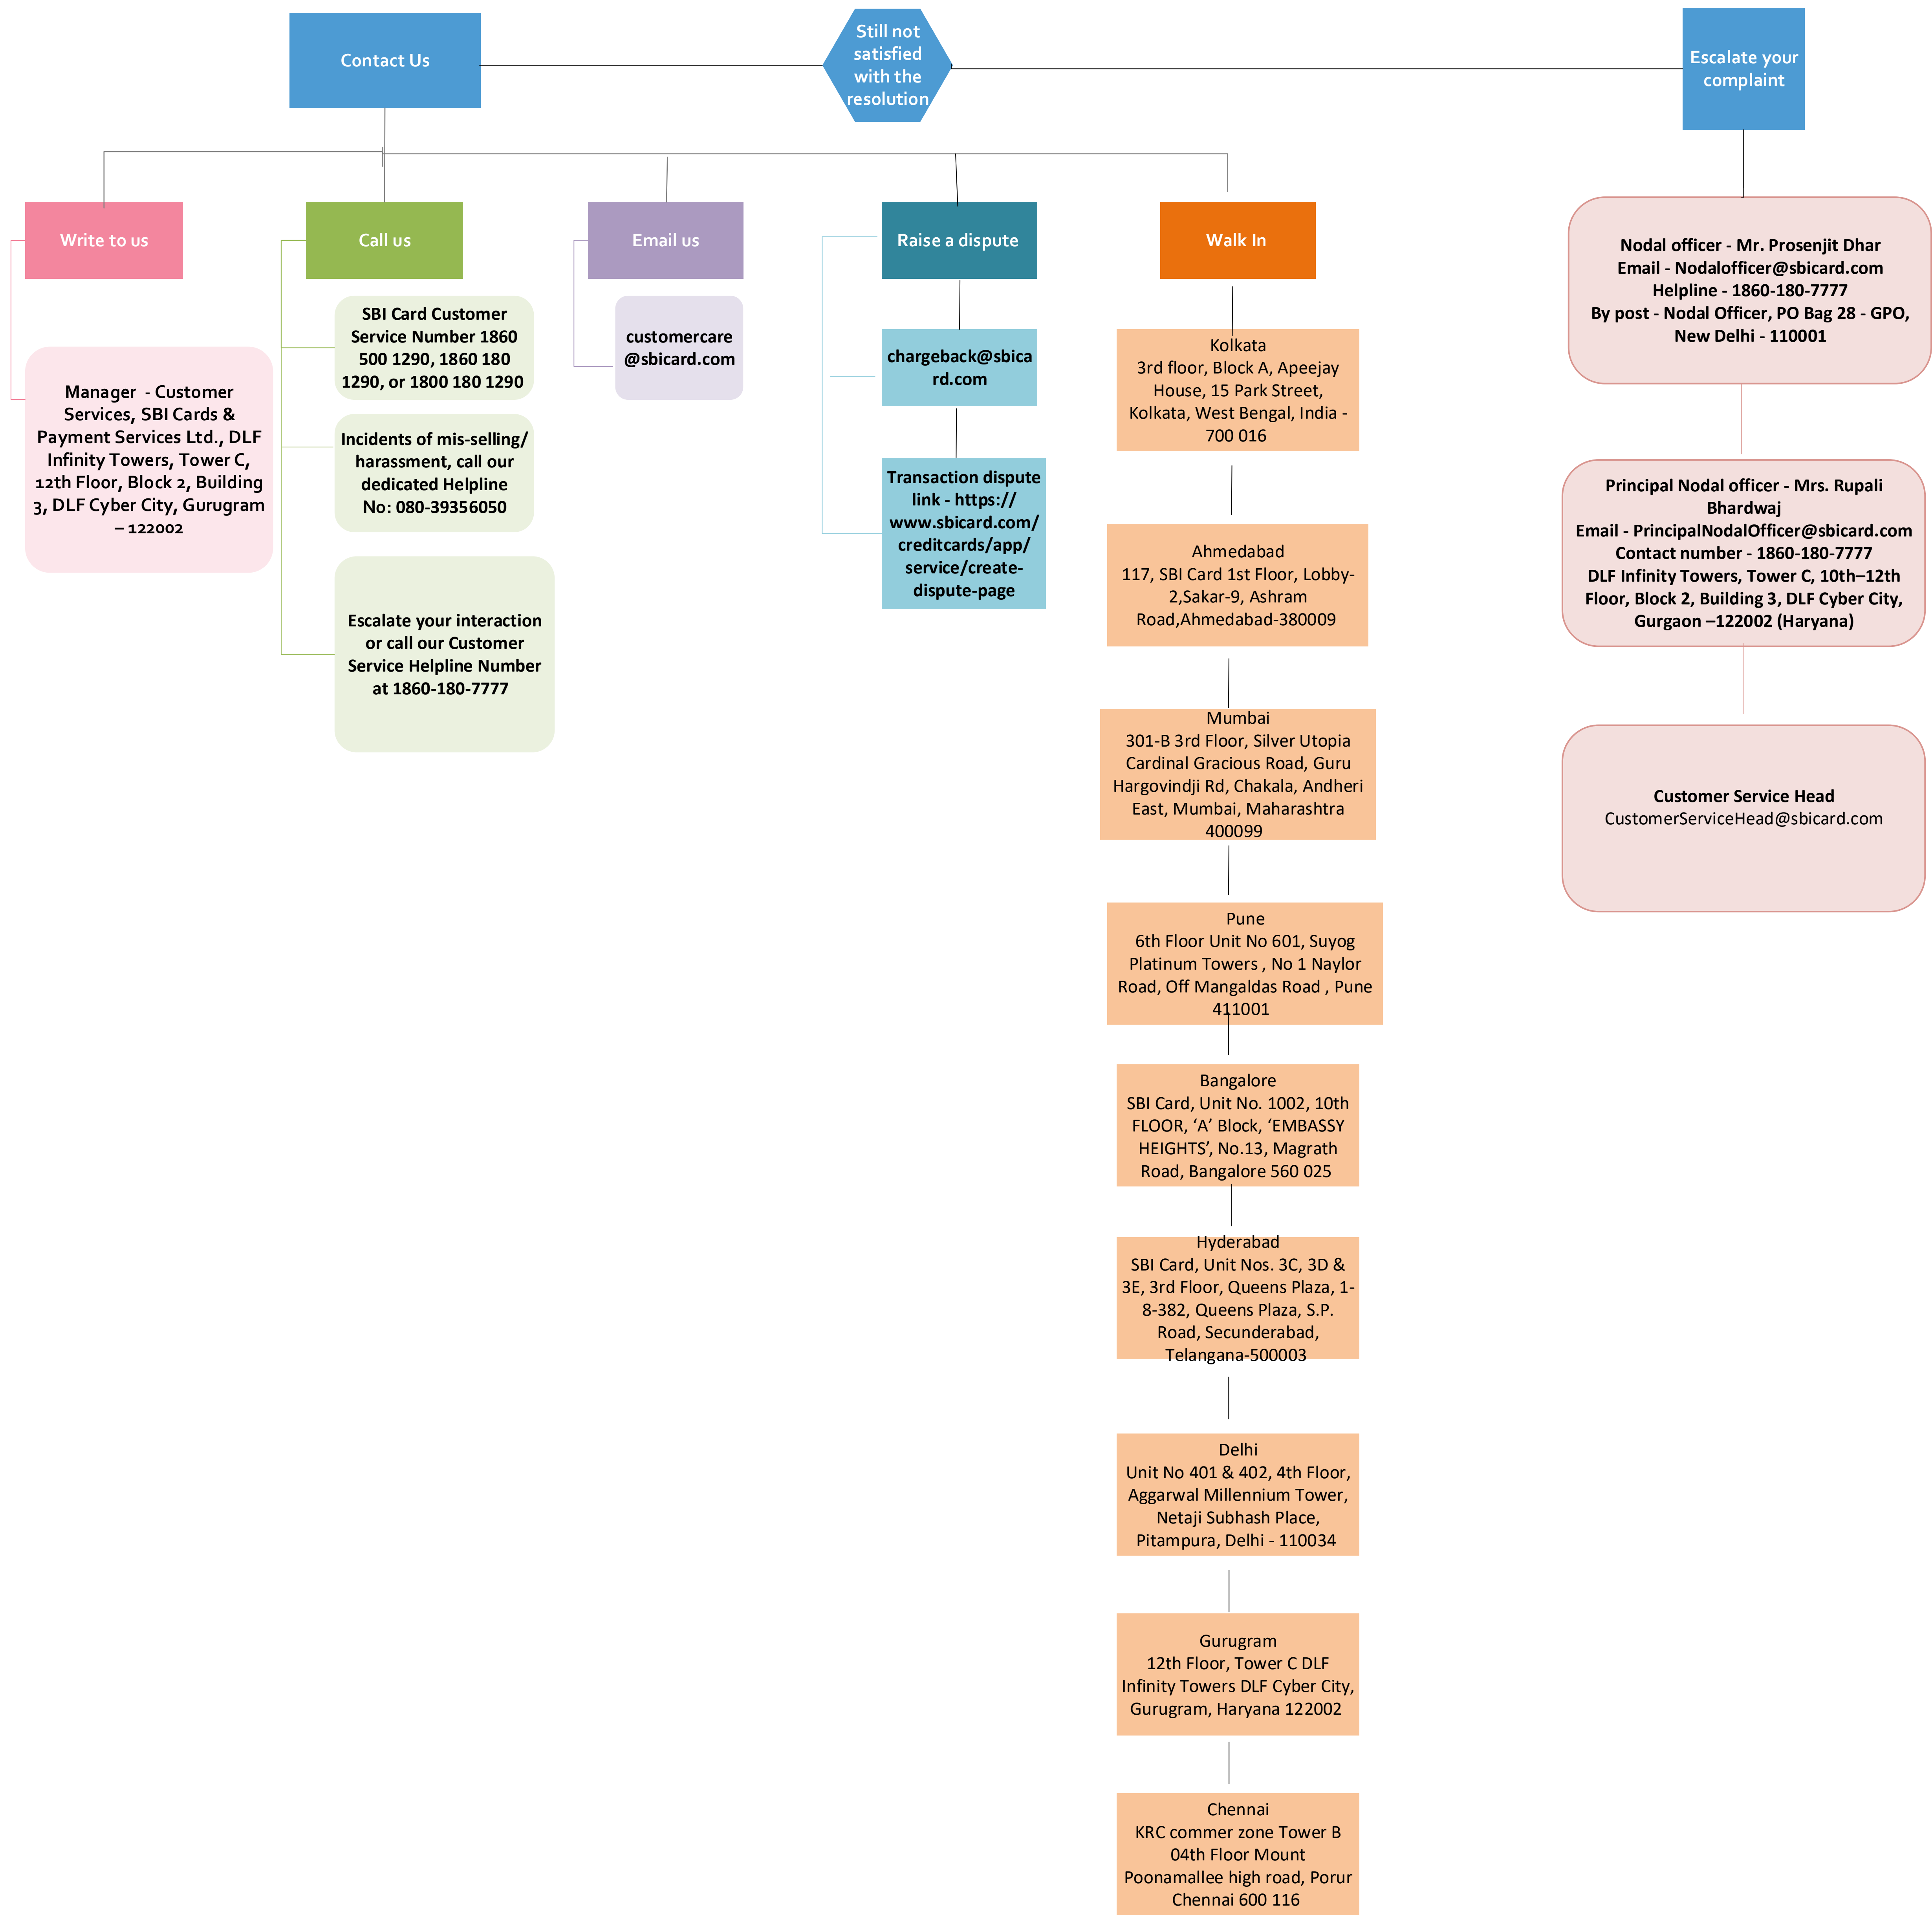 Contact Us
Still not
satisfied
with the
resolution
Escalate your
complaint
Write to us
Manager  - Customer
Services, SBI Cards &
Payment Services Ltd., DLF
Infinity Towers, Tower C,
12th Floor, Block 2, Building
3, DLF Cyber City, Gurugram
– 122002
Call us
SBI Card Customer
Service Number 1860
500 1290, 1860 180
1290, or 1800 180 1290
Incidents of mis-selling/
harassment, call our
dedicated Helpline
No: 080-39356050
Escalate your interaction
or call our Customer
Service Helpline Number
at 1860-180-7777
Email us
customercare
@sbicard.com
Raise a dispute
chargeback@sbica
rd.com
Transaction dispute
link - https://
www.sbicard.com/
creditcards/app/
service/create-
dispute-page
Walk In
Kolkata
3rd floor, Block A, Apeejay
House, 15 Park Street,
Kolkata, West Bengal, India -
700 016
Ahmedabad
117, SBI Card 1st Floor, Lobby-
2,Sakar-9, Ashram
Road,Ahmedabad-380009
Mumbai
301-B 3rd Floor, Silver Utopia
Cardinal Gracious Road, Guru
Hargovindji Rd, Chakala, Andheri
East, Mumbai, Maharashtra
400099
Pune
6th Floor Unit No 601, Suyog
Platinum Towers , No 1 Naylor
Road, Off Mangaldas Road , Pune
411001
Bangalore
SBI Card, Unit No. 1002, 10th
FLOOR, ‘A’ Block, ‘EMBASSY
HEIGHTS’, No.13, Magrath
Road, Bangalore 560 025
Hyderabad
SBI Card, Unit Nos. 3C, 3D &
3E, 3rd Floor, Queens Plaza, 1-
8-382, Queens Plaza, S.P.
Road, Secunderabad,
Telangana-500003
Delhi
Unit No 401 & 402, 4th Floor,
Aggarwal Millennium Tower,
Netaji Subhash Place,
Pitampura, Delhi - 110034
Gurugram
12th Floor, Tower C DLF
Infinity Towers DLF Cyber City,
Gurugram, Haryana 122002
Chennai
KRC commer zone Tower B
04th Floor Mount
Poonamallee high road, Porur
Chennai 600 116
Nodal officer - Mr. Prosenjit Dhar
Email - Nodalofficer@sbicard.com
Helpline - 1860-180-7777
By post - Nodal Officer, PO Bag 28 - GPO,
New Delhi - 110001
Principal Nodal officer - Mrs. Rupali
Bhardwaj
Email - PrincipalNodalOfficer@sbicard.com
Contact number - 1860-180-7777
DLF Infinity Towers, Tower C, 10th–12th
Floor, Block 2, Building 3, DLF Cyber City,
Gurgaon –122002 (Haryana)
Customer Service Head
CustomerServiceHead@sbicard.com